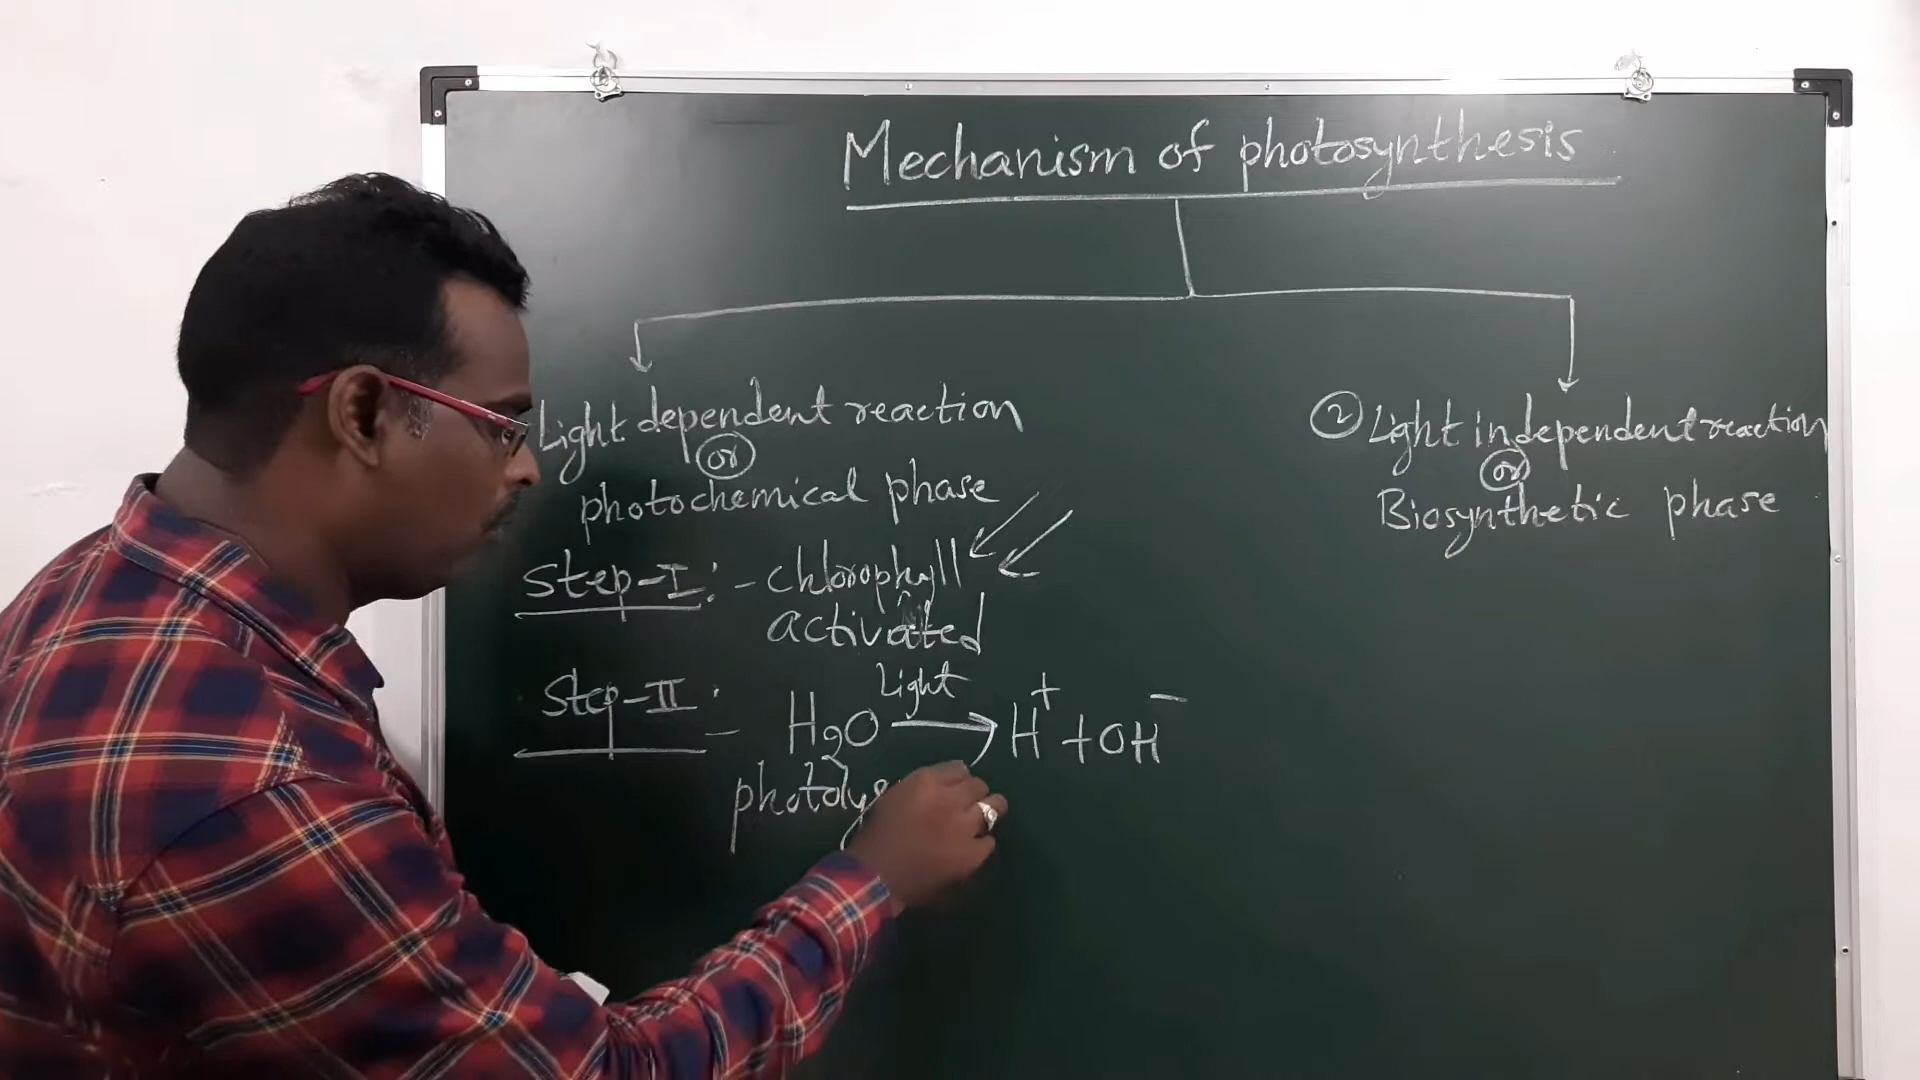 Mechanism of photosynthesis
Light dependent reaction
or
photochemical phase
Step-I:- chlorophyll
activated
Step-II:- H2O Light → H+ + OH-
② Light independent reaction
or
Biosynthetic phase